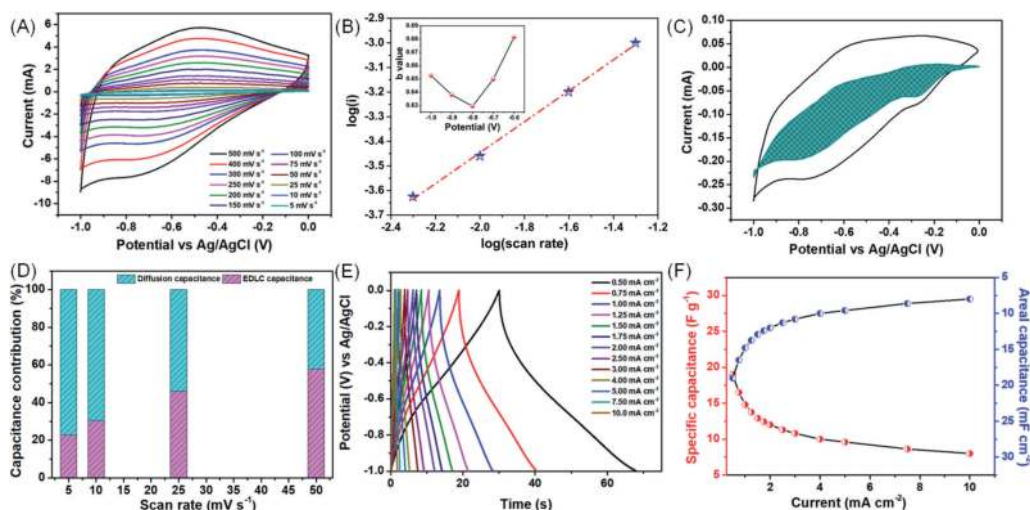 (A)
6
4
2
0
-2
-4
-6
-8
-10
Current (mA)
500 mV s⁻¹
400 mV s⁻¹
300 mV s⁻¹
250 mV s⁻¹
200 mV s⁻¹
150 mV s⁻¹
100 mV s⁻¹
75 mV s⁻¹
50 mV s⁻¹
25 mV s⁻¹
10 mV s⁻¹
5 mV s⁻¹
-1.0 -0.8 -0.6 -0.4 -0.2 0.0
Potential vs Ag/AgCl (V)
(B)
-3.0
-3.1
-3.2
-3.3
-3.4
-3.5
-3.6
-3.7
log(i)
b value
Potential (V)
-2.4 -2.2 -2.0 -1.8 -1.6 -1.4 -1.2
log(scan rate)
(C)
0.10
0.05
0.00
-0.05
-0.10
-0.15
-0.20
-0.25
-0.30
Current (mA)
-1.0 -0.8 -0.6 -0.4 -0.2 0.0
Potential vs Ag/AgCl (V)
(D)
Diffusion capacitance EDLC capacitance
100
80
60
40
20
0
Capacitance contribution (%)
5 10 15 20 25 30 35 40 45 50
Scan rate (mV s⁻¹)
(E)
0.0
-0.2
-0.4
-0.6
-0.8
-1.0
Potential (V) vs Ag/AgCl
0.50 mA cm⁻²
0.75 mA cm⁻²
1.00 mA cm⁻²
1.25 mA cm⁻²
1.50 mA cm⁻²
1.75 mA cm⁻²
2.00 mA cm⁻²
2.50 mA cm⁻²
3.00 mA cm⁻²
4.00 mA cm⁻²
5.00 mA cm⁻²
7.50 mA cm⁻²
10.0 mA cm⁻²
0 20 40 60
Time (s)
(F)
30
25
20
15
10
5
Specific capacitance (F g⁻¹)
5
10
15
20
25
30
Areal capacitance (mF cm⁻²)
2 4 6 8 10
Current (mA cm⁻²)